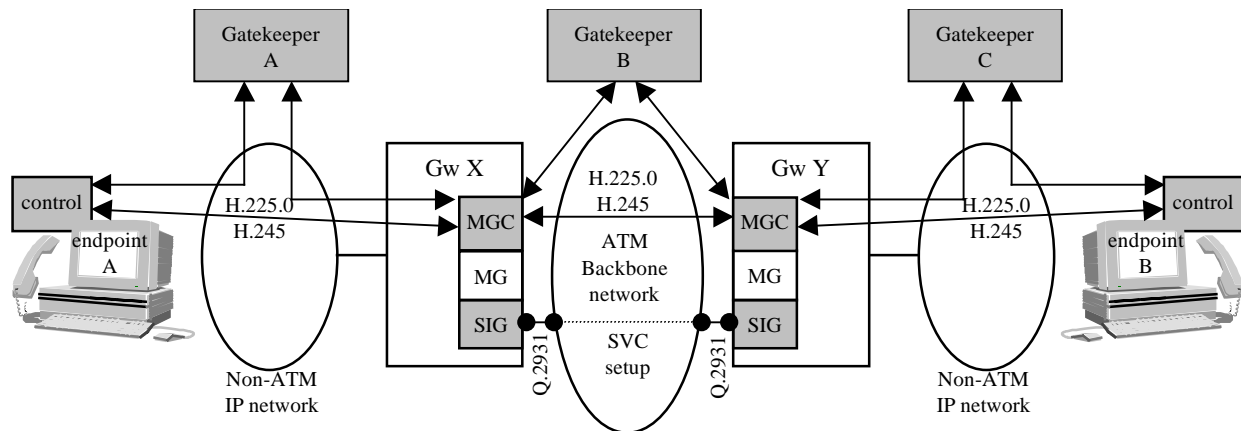 Gatekeeper
A
Gatekeeper
B
Gatekeeper
C
control
endpoint
A
H.225.0
H.245
Non-ATM
IP network
Gw X
MGC
MG
SIG
Q.2931
H.225.0
H.245
ATM
Backbone
network
SVC
setup
Q.2931
Gw Y
MGC
MG
SIG
H.225.0
H.245
Non-ATM
IP network
control
endpoint
B